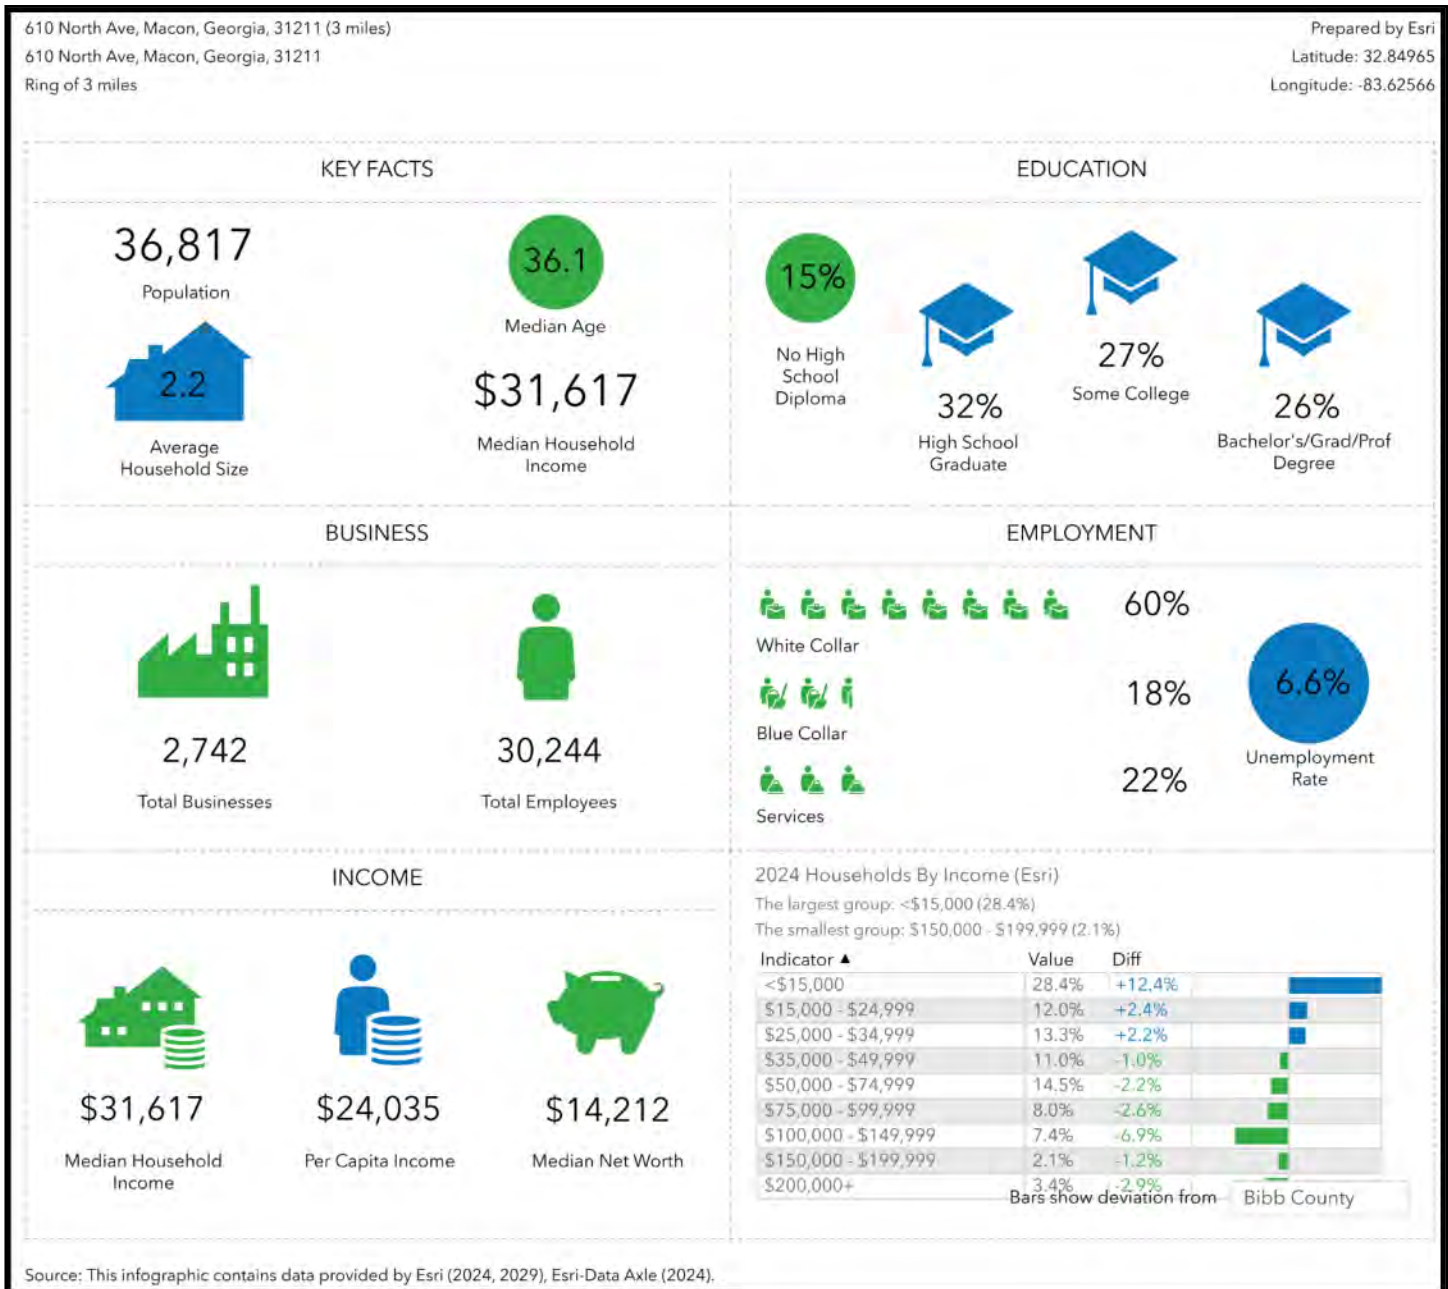 610 North Ave, Macon, Georgia, 31211 (3 miles)
610 North Ave, Macon, Georgia, 31211
Ring of 3 miles
Prepared by Esri
Latitude: 32.84965
Longitude: -83.62566
KEY FACTS
36,817
Population
36.1
Median Age
2.2
Average
Household Size
$31,617
Median Household
Income
EDUCATION
15%
No High
School
Diploma
32%
High School
Graduate
27%
Some College
26%
Bachelor's/Grad/Prof
Degree
BUSINESS
2,742
Total Businesses
30,244
Total Employees
EMPLOYMENT
60%
White Collar
18%
Blue Collar
22%
Services
6.6%
Unemployment
Rate
INCOME
$31,617
Median Household
Income
$24,035
Per Capita Income
$14,212
Median Net Worth
2024 Households By Income (Esri)
The largest group: <$15,000 (28.4%)
The smallest group: $150,000 - $199,999 (2.1%)
Indicator ▲ Value Diff
<$15,000 28.4% +12.4%
$15,000 - $24,999 12.0% +2.4%
$25,000 - $34,999 13.3% +2.2%
$35,000 - $49,999 11.0% -1.0%
$50,000 - $74,999 14.5% -2.2%
$75,000 - $99,999 8.0% -2.6%
$100,000 - $149,999 7.4% -6.9%
$150,000 - $199,999 2.1% -1.2%
$200,000+ 3.4% -2.9%
Bars show deviation from Bibb County
Source: This infographic contains data provided by Esri (2024, 2029), Esri-Data Axle (2024).